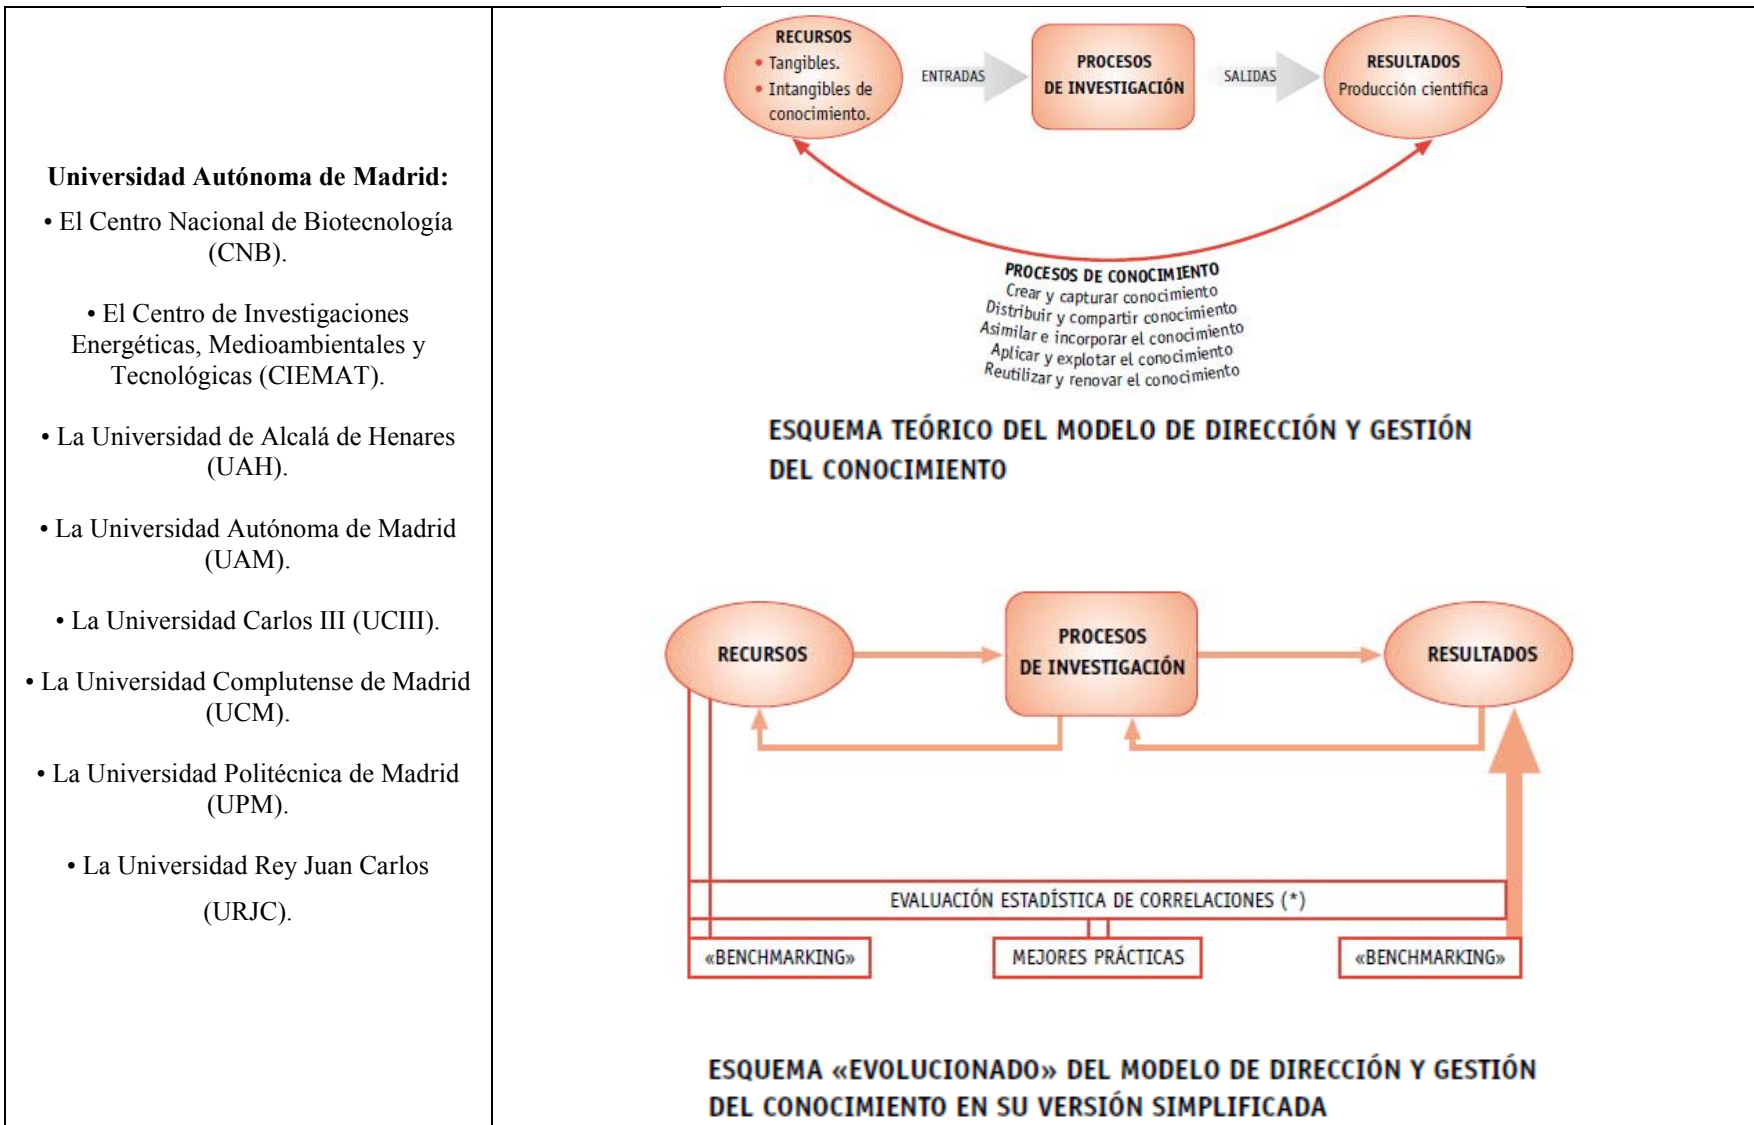 Universidad Autónoma de Madrid:
• El Centro Nacional de Biotecnología
(CNB).
• El Centro de Investigaciones
Energéticas, Medioambientales y
Tecnológicas (CIEMAT).
• La Universidad de Alcalá de Henares
(UAH).
• La Universidad Autónoma de Madrid
(UAM).
• La Universidad Carlos III (UCIII).
• La Universidad Complutense de Madrid
(UCM).
• La Universidad Politécnica de Madrid
(UPM).
• La Universidad Rey Juan Carlos
(URJC).
RECURSOS
• Tangibles.
• Intangibles de
conocimiento.
ENTRADAS
PROCESOS
DE INVESTIGACIÓN
SALIDAS
RESULTADOS
Producción científica
PROCESOS DE CONOCIMIENTO
Crear y capturar conocimiento
Distribuir y compartir conocimiento
Asimilar e incorporar el conocimiento
Aplicar y explotar el conocimiento
Reutilizar y renovar el conocimiento
ESQUEMA TEÓRICO DEL MODELO DE DIRECCIÓN Y GESTIÓN
DEL CONOCIMIENTO
RECURSOS
PROCESOS
DE INVESTIGACIÓN
RESULTADOS
EVALUACIÓN ESTADÍSTICA DE CORRELACIONES (*)
«BENCHMARKING»
MEJORES PRÁCTICAS
«BENCHMARKING»
ESQUEMA «EVOLUCIONADO» DEL MODELO DE DIRECCIÓN Y GESTIÓN
DEL CONOCIMIENTO EN SU VERSIÓN SIMPLIFICADA